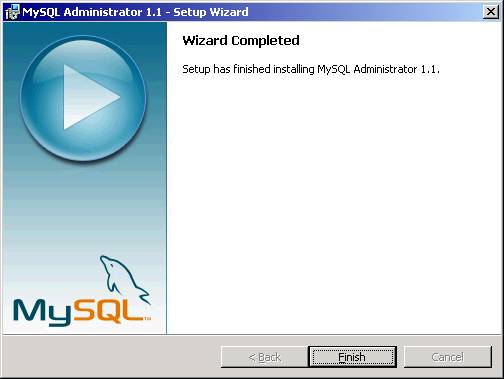 MySQL Administrator 1.1 - Setup Wizard
Wizard Completed
Setup has finished installing MySQL Administrator 1.1.
MySQL™
< Back
Finish
Cancel